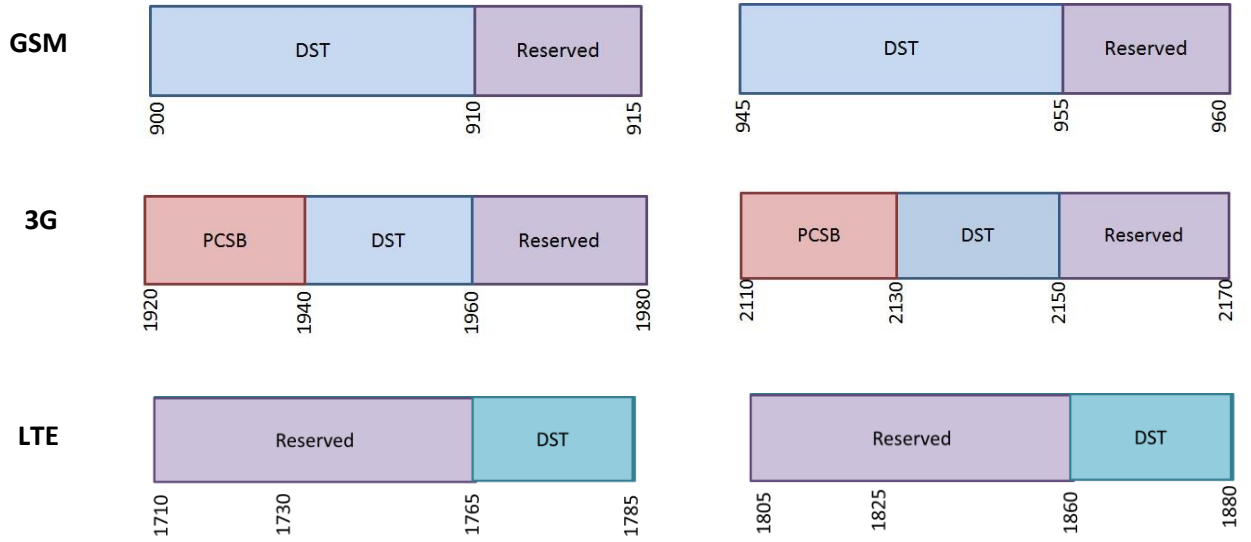 GSM
DST Reserved
DST Reserved
900 910 915
945 955 960
3G
PCSB DST Reserved
PCSB DST Reserved
1920 1940 1960 1980
2110 2130 2150 2170
LTE
Reserved DST
Reserved DST
1710 1730 1765 1785
1805 1825 1860 1880